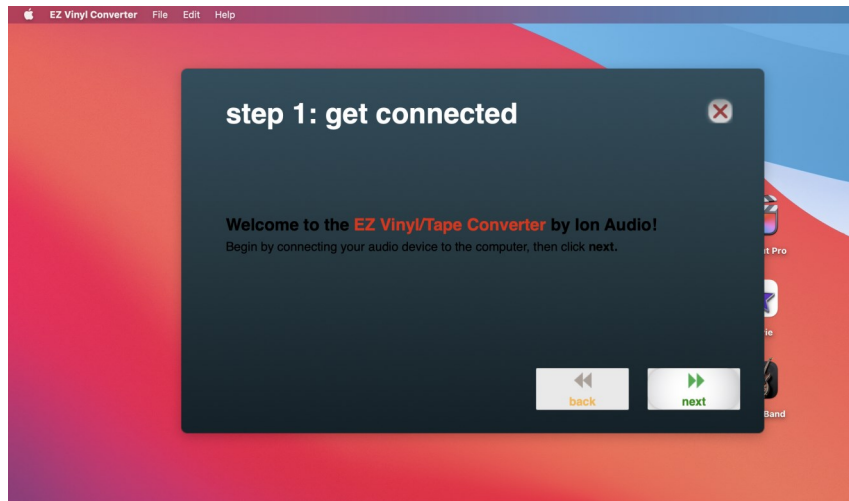 EZ Vinyl Converter File Edit Help
step 1: get connected
Welcome to the EZ Vinyl/Tape Converter by Ion Audio!
Begin by connecting your audio device to the computer, then click next.
t Pro
ie
back
next
Band